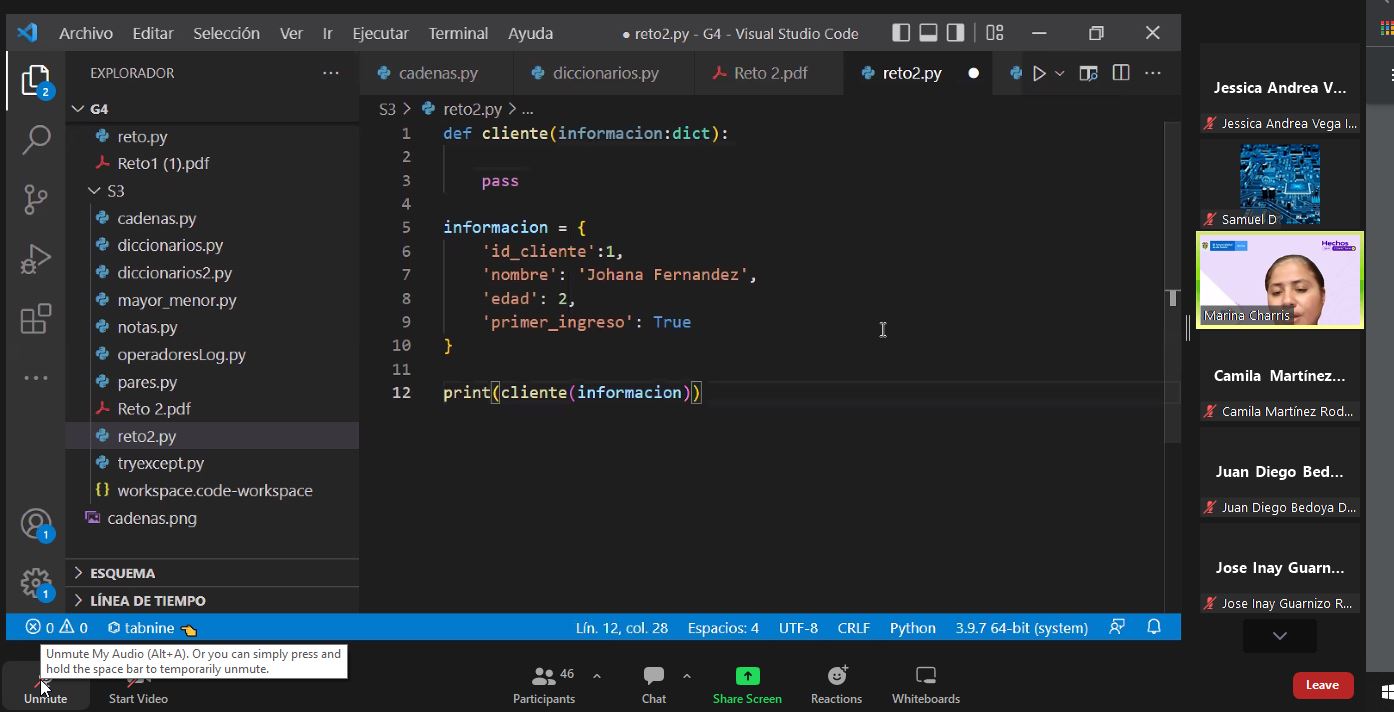 Archivo Editar Selección Ver Ir Ejecutar Terminal Ayuda ● reto2.py - G4 - Visual Studio Code
EXPLORADOR ...
cadenas.py diccionarios.py Reto 2.pdf reto2.py ● ...
G4
S3 > reto2.py > ...
reto.py
Reto1 (1).pdf
S3
cadenas.py
diccionarios.py
diccionarios2.py
mayor_menor.py
notas.py
operadoresLog.py
pares.py
Reto 2.pdf
reto2.py
tryexcept.py
{} workspace.code-workspace
cadenas.png
ESQUEMA
LÍNEA DE TIEMPO
2
1
1
1 def cliente(informacion:dict):
2
3 pass
4
5 informacion = {
6 'id_cliente':1,
7 'nombre': 'Johana Fernandez',
8 'edad': 2,
9 'primer_ingreso': True
10 }
11
12 print(cliente(informacion))
0 0 tabnine Lín. 12, col. 28 Espacios: 4 UTF-8 CRLF Python 3.9.7 64-bit (system)
Unmute My Audio (Alt+A). Or you can simply press and
hold the space bar to temporarily unmute.
Unmute Start Video Participants 46 Chat Share Screen Reactions Whiteboards Leave
Jessica Andrea V...
Jessica Andrea Vega I...
Samuel D
Hechos
Marina Charris
Camila Martínez...
Camila Martínez Rod...
Juan Diego Bed...
Juan Diego Bedoya D...
Jose Inay Guarn...
Jose Inay Guarnizo R...